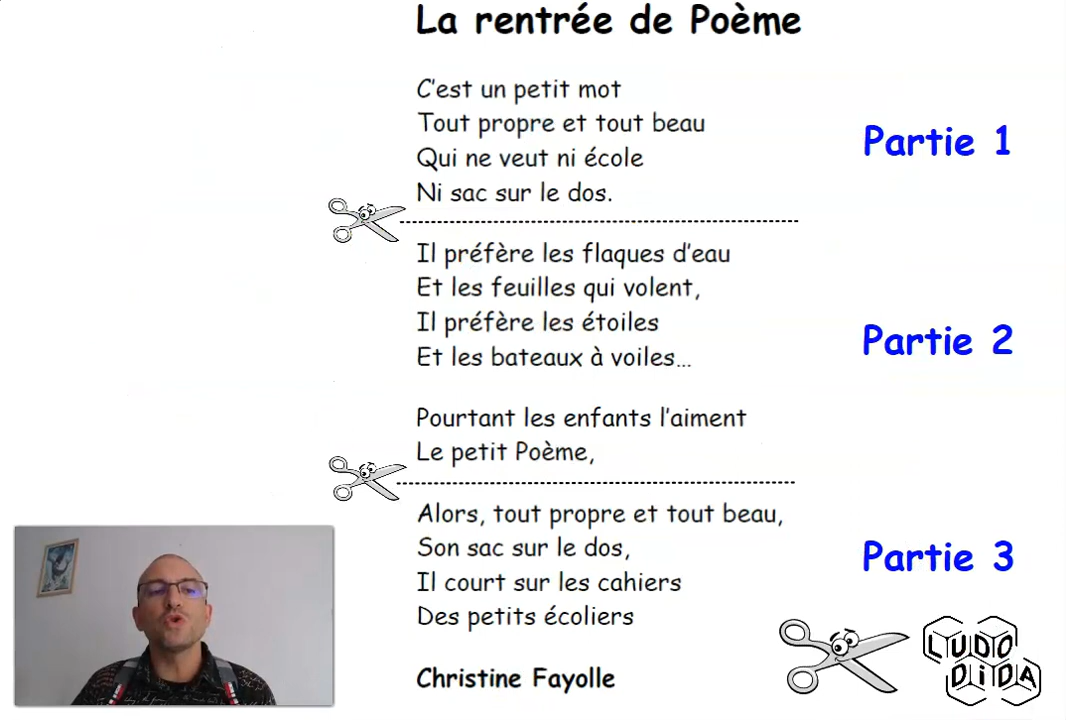 La rentrée de Poème
C'est un petit mot
Tout propre et tout beau
Qui ne veut ni école
Ni sac sur le dos.
Partie 1
Il préfère les flaques d'eau
Et les feuilles qui volent,
Il préfère les étoiles
Et les bateaux à voiles…
Partie 2
Pourtant les enfants l'aiment
Le petit Poème,
Alors, tout propre et tout beau,
Son sac sur le dos,
Il court sur les cahiers
Des petits écoliers
Partie 3
Christine Fayolle
LUDO
DiDA